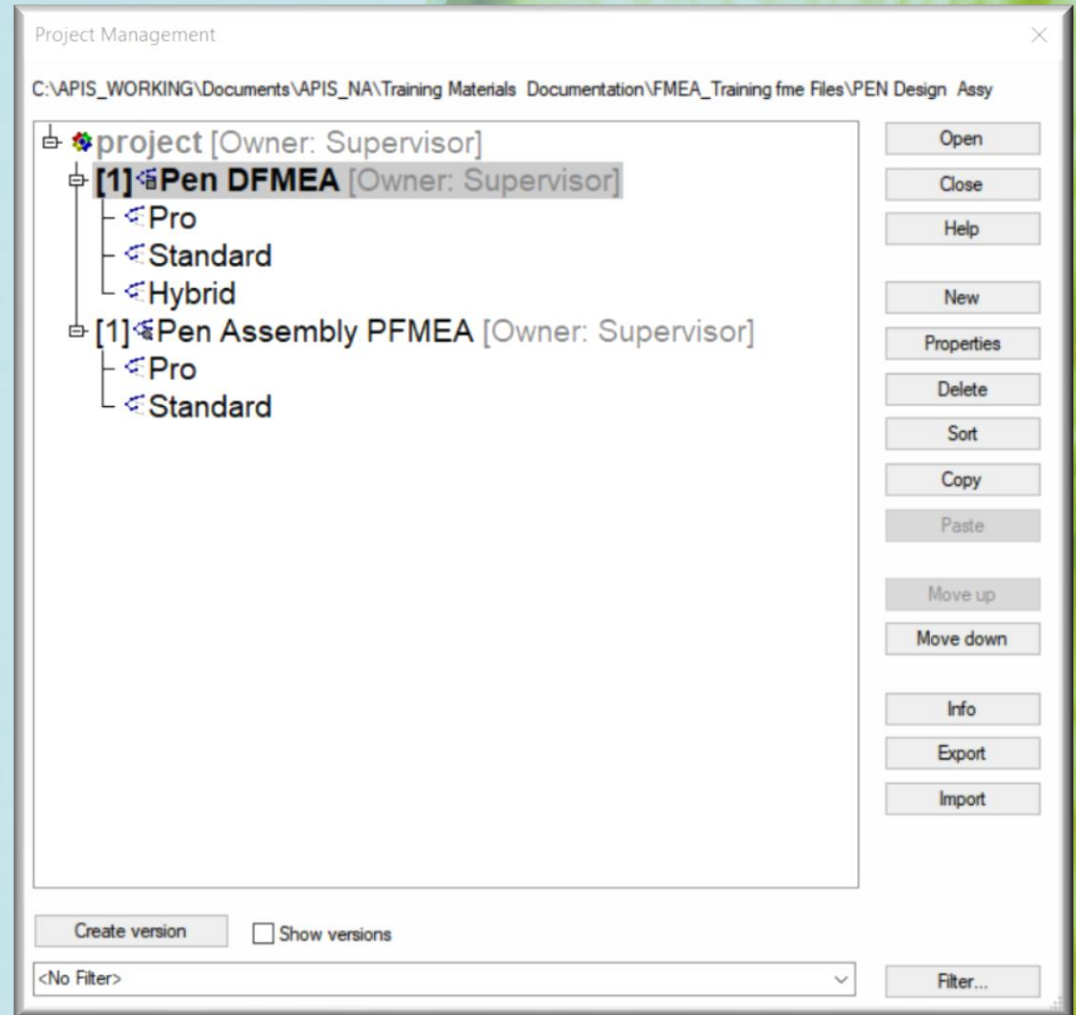 Project Management
C:\APIS_WORKING\Documents\APIS_NA\Training Materials Documentation\FMEA_Training fme Files\PEN Design Assy
project [Owner: Supervisor]
[1] Pen DFMEA [Owner: Supervisor]
Pro
Standard
Hybrid
[1] Pen Assembly PFMEA [Owner: Supervisor]
Pro
Standard
Open
Close
Help
New
Properties
Delete
Sort
Copy
Paste
Move up
Move down
Info
Export
Import
Create version
Show versions
<No Filter>
Filter...